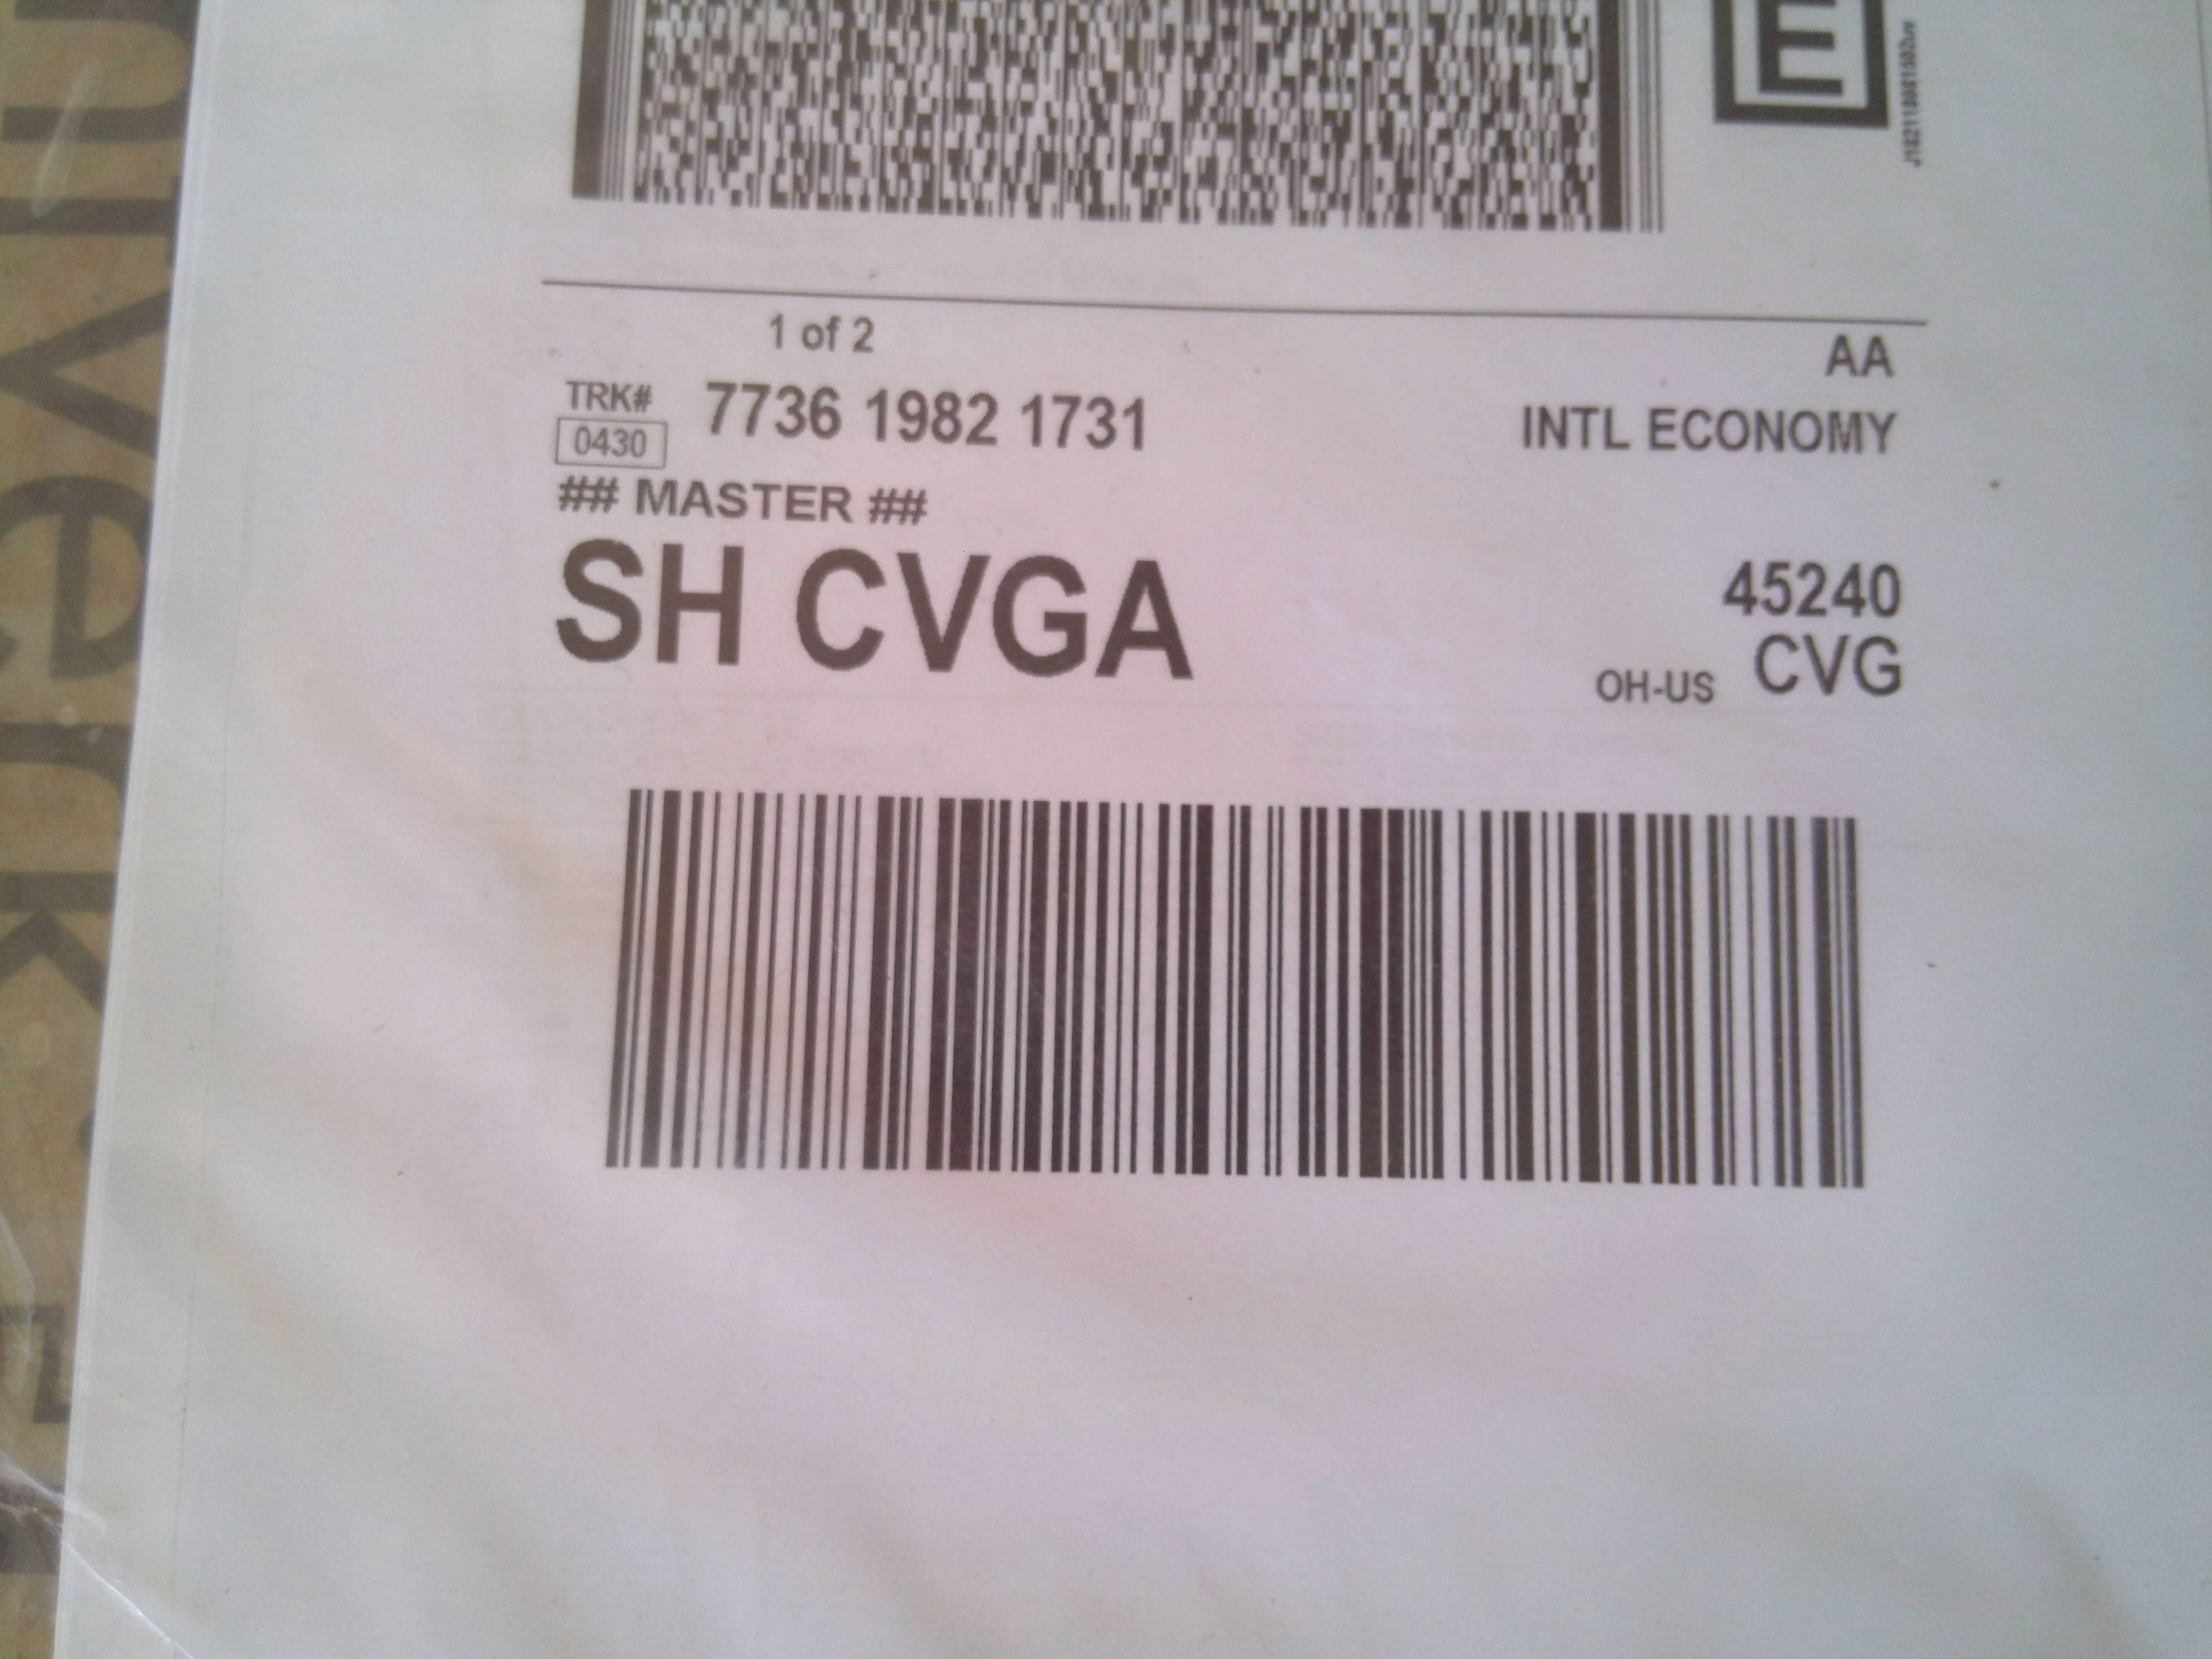 E
1 of 2
AA
TRK#
0430
7736 1982 1731
INTL ECONOMY
## MASTER ##
SH CVGA
45240
OH-US CVG